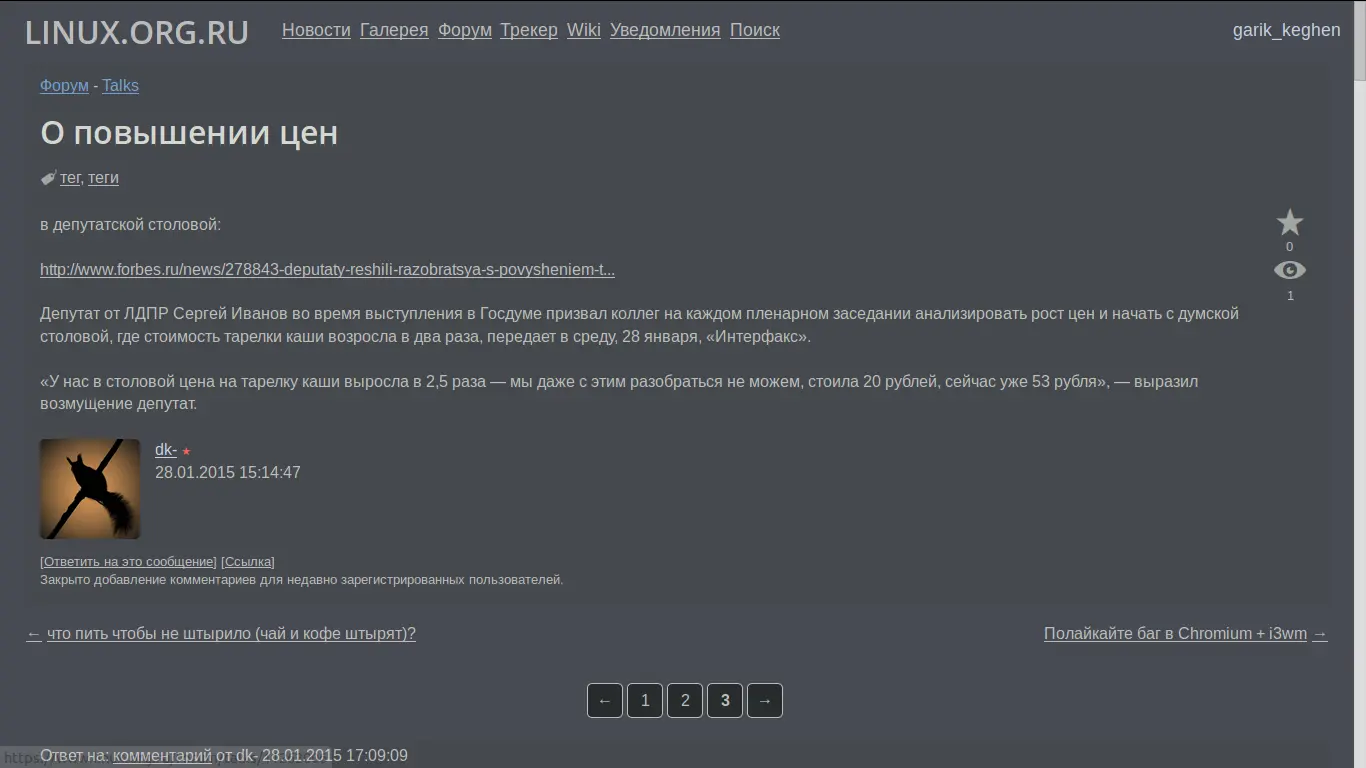 LINUX.ORG.RU
Новости Галерея Форум Трекер Wiki Уведомления Поиск
garik_keghen
Форум - Talks
О повышении цен
тег, теги
в депутатской столовой:
0
http://www.forbes.ru/news/278843-deputaty-reshili-razobratsya-s-povysheniem-t...
1
Депутат от ЛДПР Сергей Иванов во время выступления в Госдуме призвал коллег на каждом пленарном заседании анализировать рост цен и начать с думской
столовой, где стоимость тарелки каши возросла в два раза, передает в среду, 28 января, «Интерфакс».
«У нас в столовой цена на тарелку каши выросла в 2,5 раза — мы даже с этим разобраться не можем, стоила 20 рублей, сейчас уже 53 рубля», — выразил
возмущение депутат.
dk- ★
28.01.2015 15:14:47
[Ответить на это сообщение] [Ссылка]
Закрыто добавление комментариев для недавно зарегистрированных пользователей.
← что пить чтобы не штырило (чай и кофе штырят)?
Полайкайте баг в Chromium + i3wm →
← 1 2 3 →
Ответ на: комментарий от dk- 28.01.2015 17:09:09